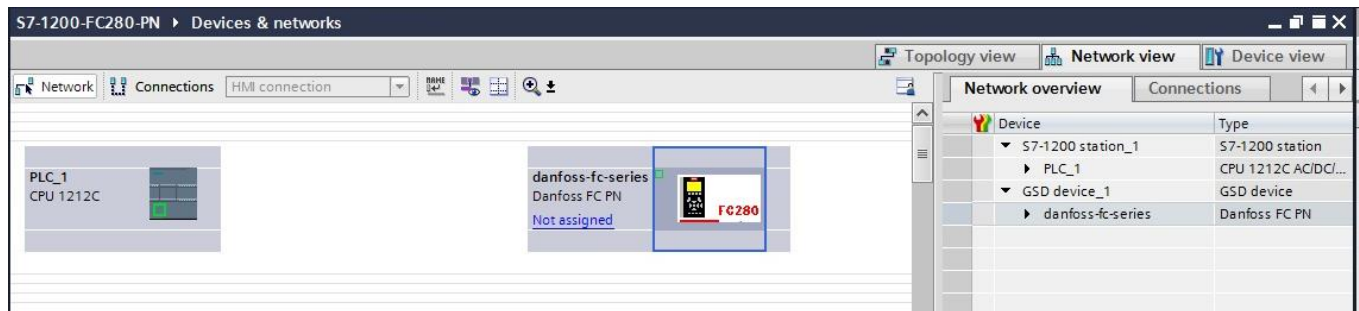 S7-1200-FC280-PN ▸ Devices & networks
Topology view Network view Device view
Network Connections HMI connection
Network overview Connections
Device Type
S7-1200 station_1 S7-1200 station
PLC_1 CPU 1212C AC/DC/...
GSD device_1 GSD device
danfoss-fc-series Danfoss FC PN
PLC_1
CPU 1212C
danfoss-fc-series
Danfoss FC PN
Not assigned
FC280